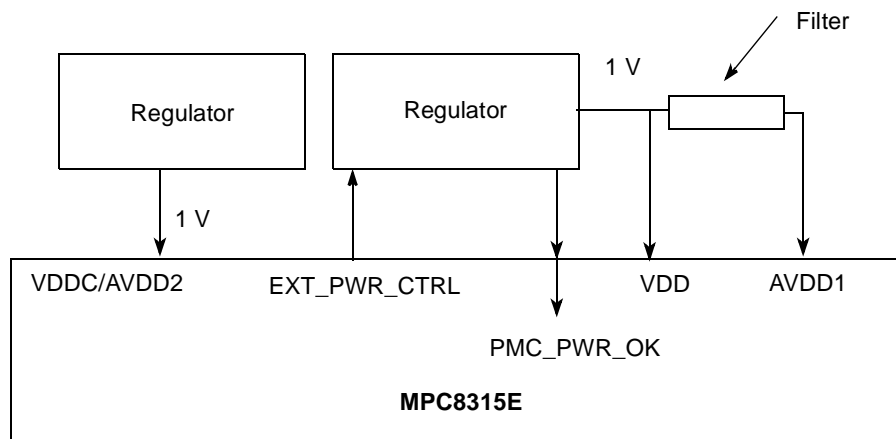 Filter
1 V
Regulator
Regulator
1 V
VDDC/AVDD2
EXT_PWR_CTRL
VDD
AVDD1
PMC_PWR_OK
MPC8315E